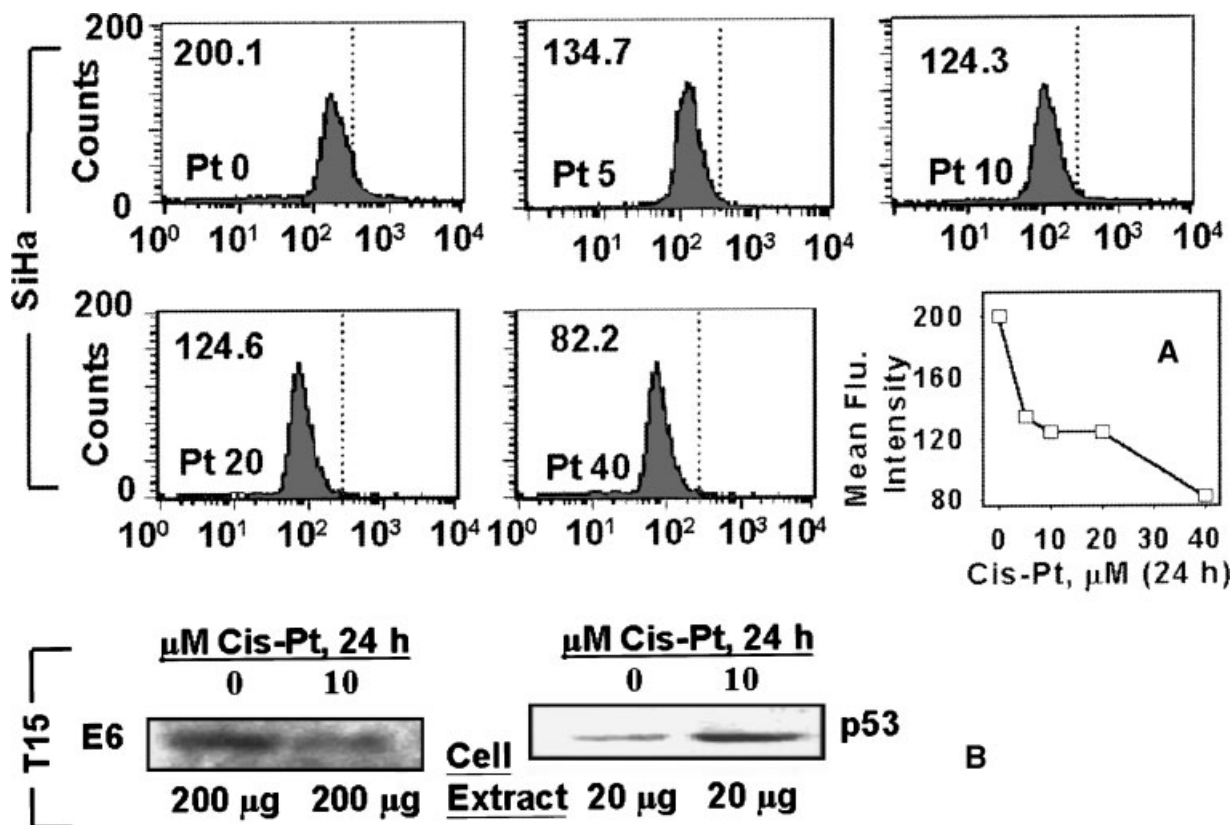 SiHa
Counts
200
0
200.1
Pt 0
10⁰ 10¹ 10² 10³ 10⁴
134.7
Pt 5
10⁰ 10¹ 10² 10³ 10⁴
124.3
Pt 10
10⁰ 10¹ 10² 10³ 10⁴
Counts
200
0
124.6
Pt 20
10⁰ 10¹ 10² 10³ 10⁴
82.2
Pt 40
10⁰ 10¹ 10² 10³ 10⁴
A
Mean Flu.
Intensity
200
160
120
80
0 10 20 30 40
Cis-Pt, μM (24 h)
T15
μM Cis-Pt, 24 h
0 10
E6
200 μg 200 μg
Cell
Extract
μM Cis-Pt, 24 h
0 10
p53
20 μg 20 μg
B